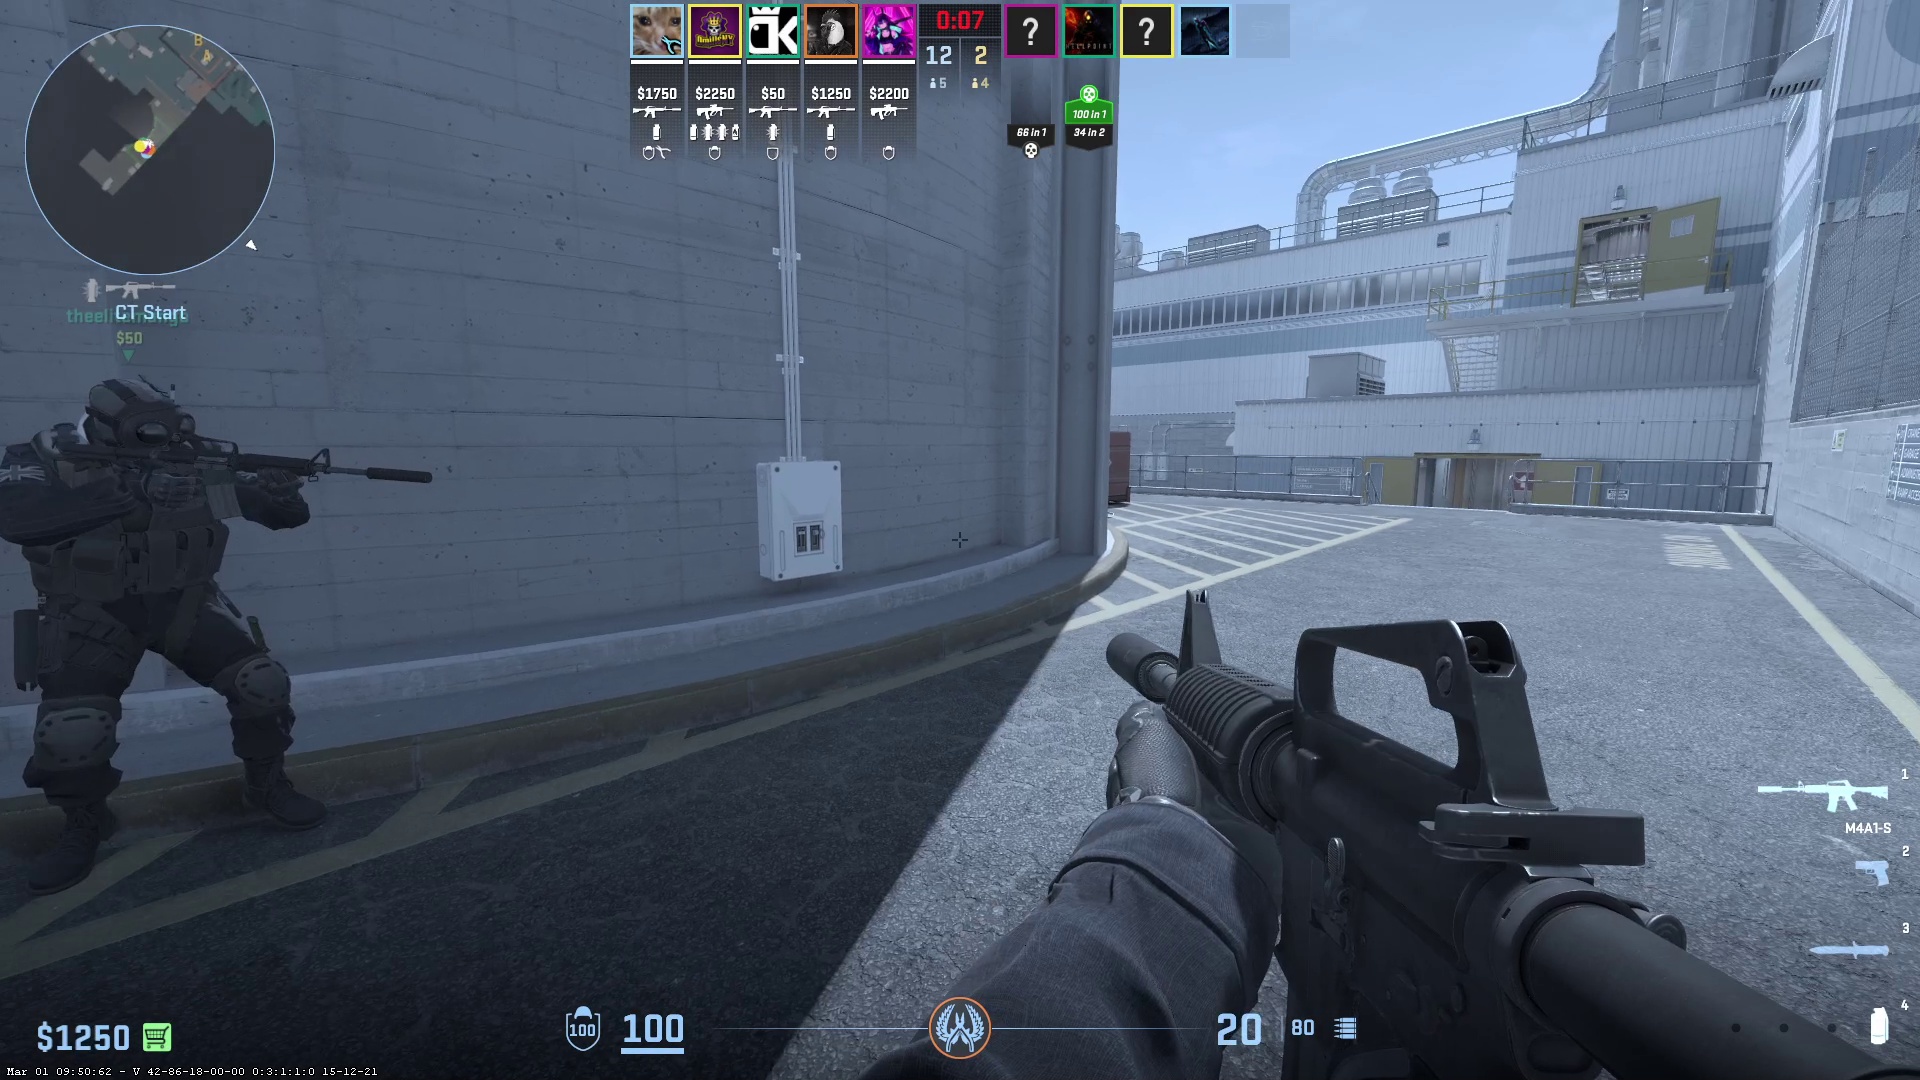 0:07
12 2
5 4
$1750 $2250 $50 $1250 $2200
? ?
100 in 1
66 in 1 34 in 2
B
A
CT Start
$50
1
M4A1-S
2
3
4
$1250
100 100
20 80
Mar 01 09:50:62 - V 42-86-18-00-00 0:3:1:1:0 15-12-21